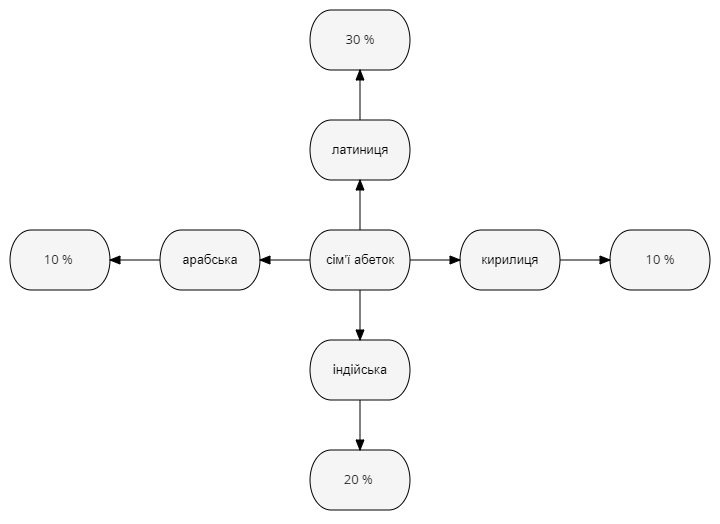 30 %
латиниця
10 %
арабська
сім'ї абеток
кирилиця
10 %
індійська
20 %